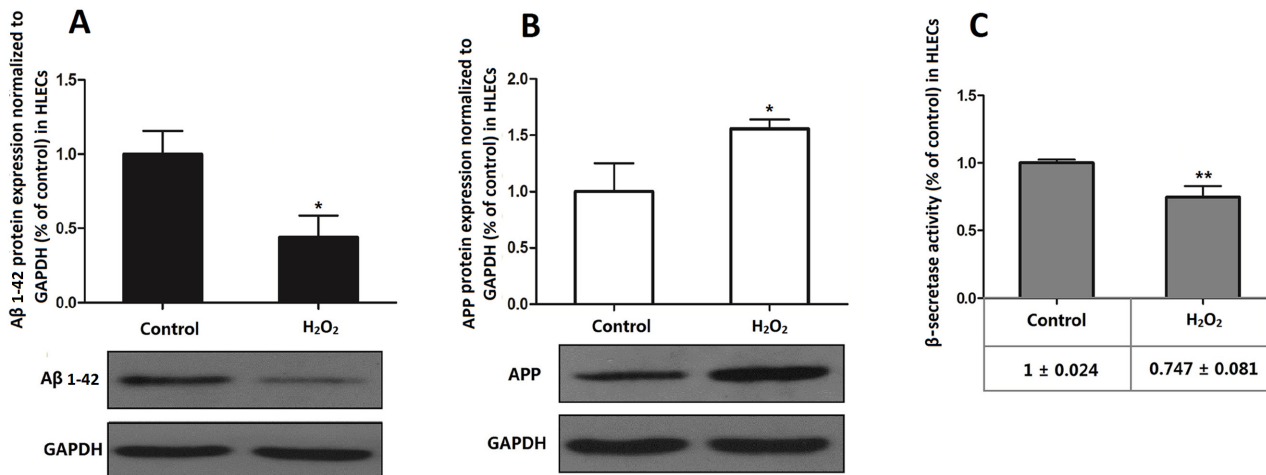 A
Aβ 1-42 protein expression normalized to
GAPDH (% of control) in HLECs
1.5
1.0
0.5
0.0
*
Control
H₂O₂
Aβ 1-42
GAPDH
B
APP protein expression normalized to
GAPDH (% of control) in HLECs
2.0
1.5
1.0
0.5
0.0
*
Control
H₂O₂
APP
GAPDH
C
β-secretase activity (% of control) in HLECs
1.5
1.0
0.5
0.0
**
Control
H₂O₂
1 ± 0.024
0.747 ± 0.081